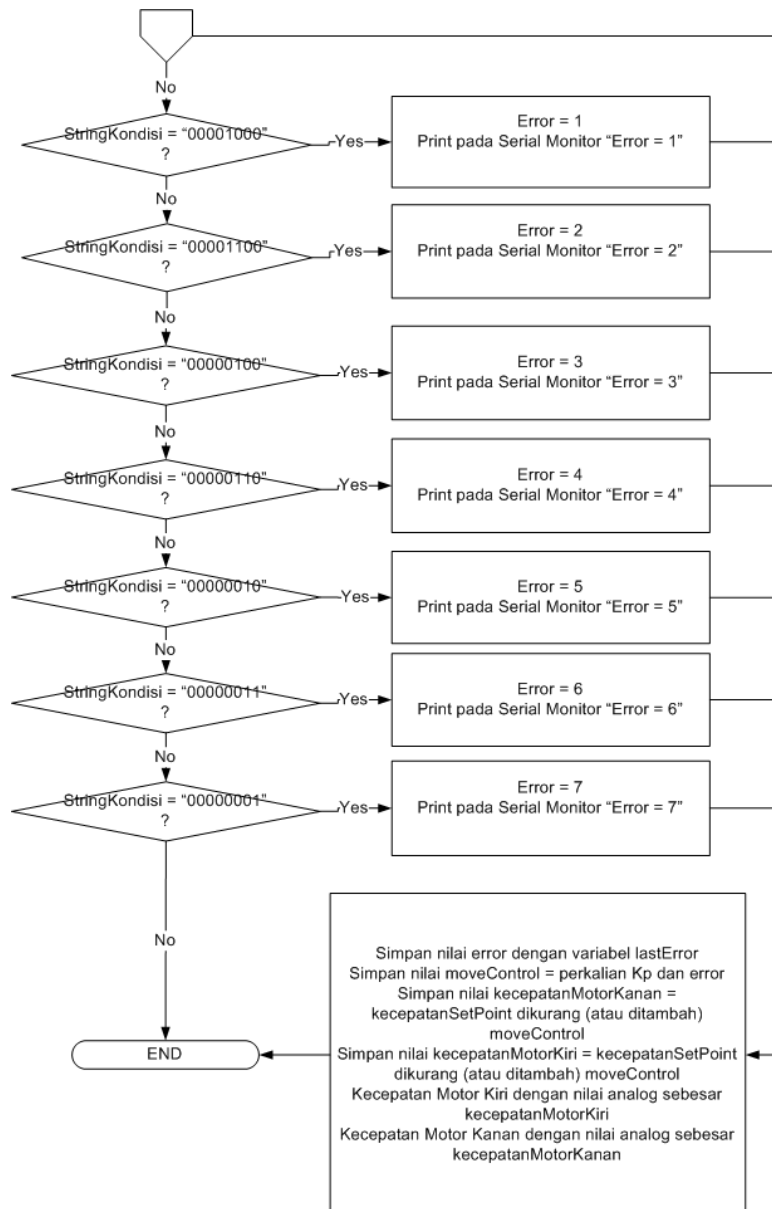 No
StringKondisi = “00001000”
?
Yes
Error = 1
Print pada Serial Monitor “Error = 1”
No
StringKondisi = “00001100”
?
Yes
Error = 2
Print pada Serial Monitor “Error = 2”
No
StringKondisi = “00000100”
?
Yes
Error = 3
Print pada Serial Monitor “Error = 3”
No
StringKondisi = “00000110”
?
Yes
Error = 4
Print pada Serial Monitor “Error = 4”
No
StringKondisi = “00000010”
?
Yes
Error = 5
Print pada Serial Monitor “Error = 5”
No
StringKondisi = “00000011”
?
Yes
Error = 6
Print pada Serial Monitor “Error = 6”
No
StringKondisi = “00000001”
?
Yes
Error = 7
Print pada Serial Monitor “Error = 7”
No
END
Simpan nilai error dengan variabel lastError
Simpan nilai moveControl = perkalian Kp dan error
Simpan nilai kecepatanMotorKanan =
kecepatanSetPoint dikurang (atau ditambah)
moveControl
Simpan nilai kecepatanMotorKiri = kecepatanSetPoint
dikurang (atau ditambah) moveControl
Kecepatan Motor Kiri dengan nilai analog sebesar
kecepatanMotorKiri
Kecepatan Motor Kanan dengan nilai analog sebesar
kecepatanMotorKanan